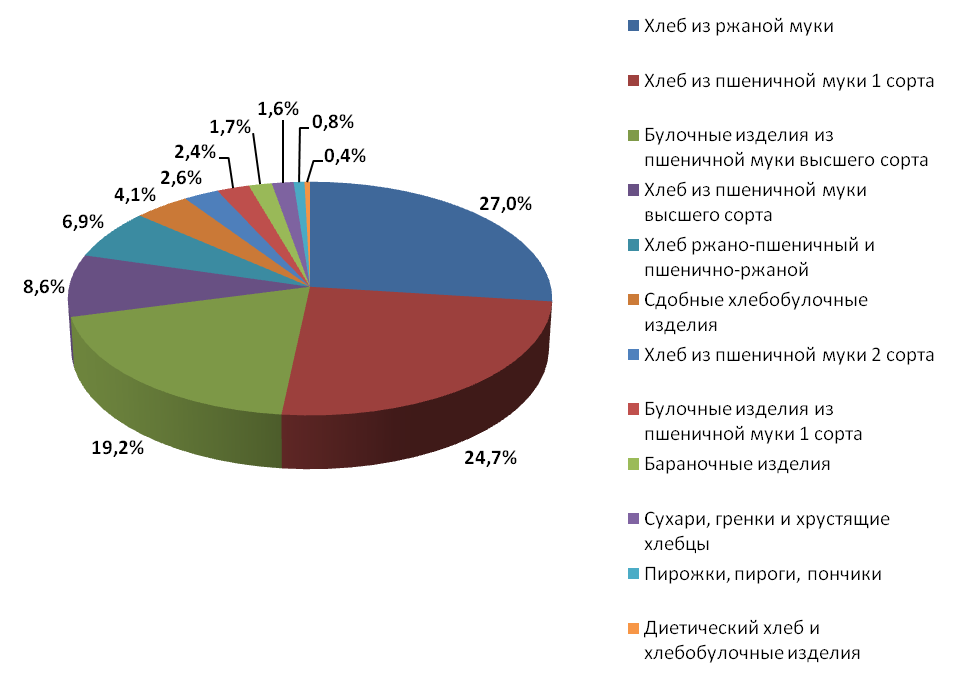 1,6%
0,8%
1,7%
2,4%
0,4%
2,6%
4,1%
27,0%
6,9%
8,6%
19,2%
24,7%
Хлеб из ржаной муки
Хлеб из пшеничной муки 1 сорта
Булочные изделия из
пшеничной муки высшего сорта
Хлеб из пшеничной муки
высшего сорта
Хлеб ржано-пшеничный и
пшенично-ржаной
Сдобные хлебобулочные
изделия
Хлеб из пшеничной муки 2 сорта
Булочные изделия из
пшеничной муки 1 сорта
Бараночные изделия
Сухари, гренки и хрустящие
хлебцы
Пирожки, пироги, пончики
Диетический хлеб и
хлебобулочные изделия